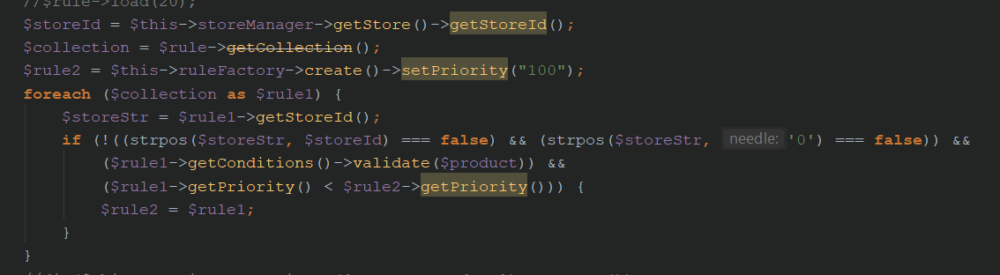 //$rule->load(20);
$storeId = $this->storeManager->getStore()->getStoreId();
$collection = $rule->getCollection();
$rule2 = $this->ruleFactory->create()->setPriority("100");
foreach ($collection as $rule1) {
$storeStr = $rule1->getStoreId();
if (!((strpos($storeStr, $storeId) === false) && (strpos($storeStr, needle: '0') === false)) &&
($rule1->getConditions()->validate($product)) &&
($rule1->getPriority() < $rule2->getPriority())) {
$rule2 = $rule1;
}
}